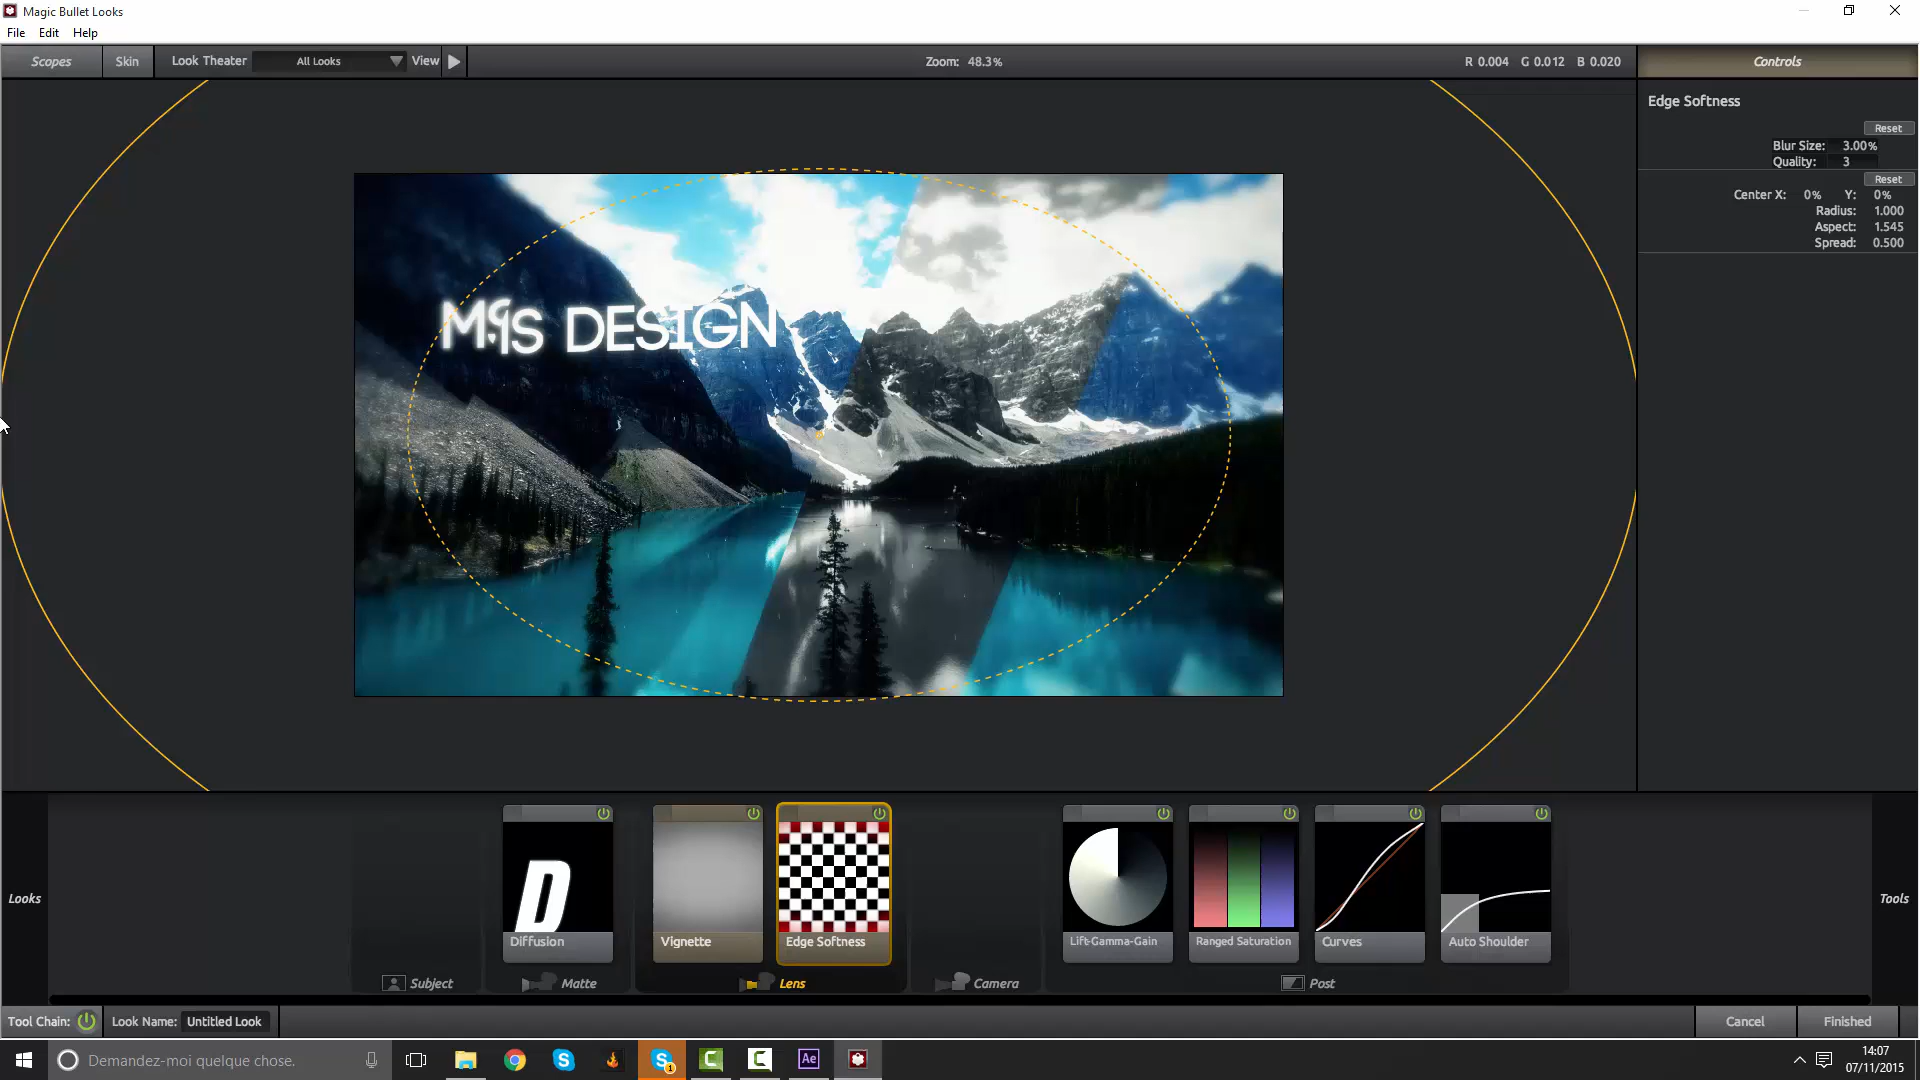 Magic Bullet Looks
File Edit Help
Scopes Skin Look Theater All Looks View Zoom: 48.3% R 0.004 G 0.012 B 0.020 Controls
Edge Softness
Reset
Blur Size: 3.00%
Quality: 3
Reset
Center X: 0% Y: 0%
Radius: 1.000
Aspect: 1.545
Spread: 0.500
DESIGN
D
Diffusion Vignette Edge Softness Lift-Gamma-Gain Ranged Saturation Curves Auto Shoulder
Looks Tools
Subject Matte Lens Camera Post
Tool Chain: Look Name: Untitled Look Cancel Finished
Demandez-moi quelque chose.
S S 1 C C Ae
14:07
07/11/2015